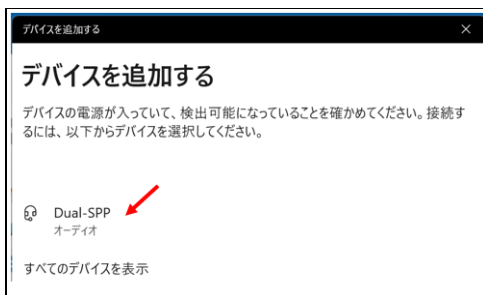 デバイスを追加する
デバイスを追加する
デバイスの電源が入っていて、検出可能になっていることを確かめてください。接続す
るには、以下からデバイスを選択してください。
Dual-SPP
オーディオ
すべてのデバイスを表示